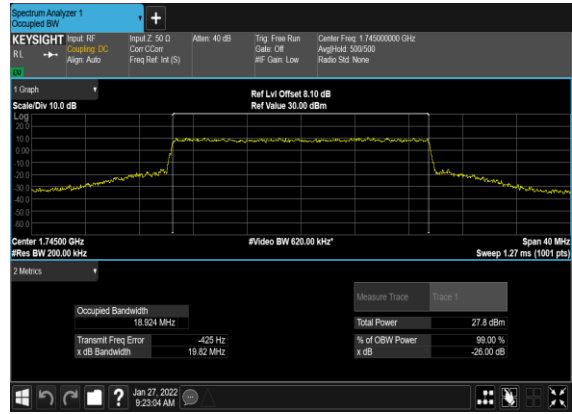 Spectrum Analyzer 1
Occupied BW
+
KEYSIGHT Input: RF Input Z: 50 Ω Atten: 40 dB Trig: Free Run Center Freq: 1.745000000 GHz
Coupling: DC Corr CCorr Gate: Off Avg|Hold: 500/500
RL Align: Auto Freq Ref: Int (S) #IF Gain: Low Radio Std: None
LW
1 Graph
Ref Lvl Offset 8.10 dB
Scale/Div 10.0 dB Ref Value 30.00 dBm
Log
20.0
10.0
0.00
-10.0
-20.0
-30.0
-40.0
-50.0
-60.0
Center 1.74500 GHz #Video BW 620.00 kHz* Span 40 MHz
#Res BW 200.00 kHz Sweep 1.27 ms (1001 pts)
2 Metrics
Measure Trace Trace 1
Occupied Bandwidth
18.924 MHz Total Power 27.8 dBm
Transmit Freq Error -425 Hz % of OBW Power 99.00 %
x dB Bandwidth 19.82 MHz x dB -26.00 dB
? Jan 27, 2022
9:23:04 AM